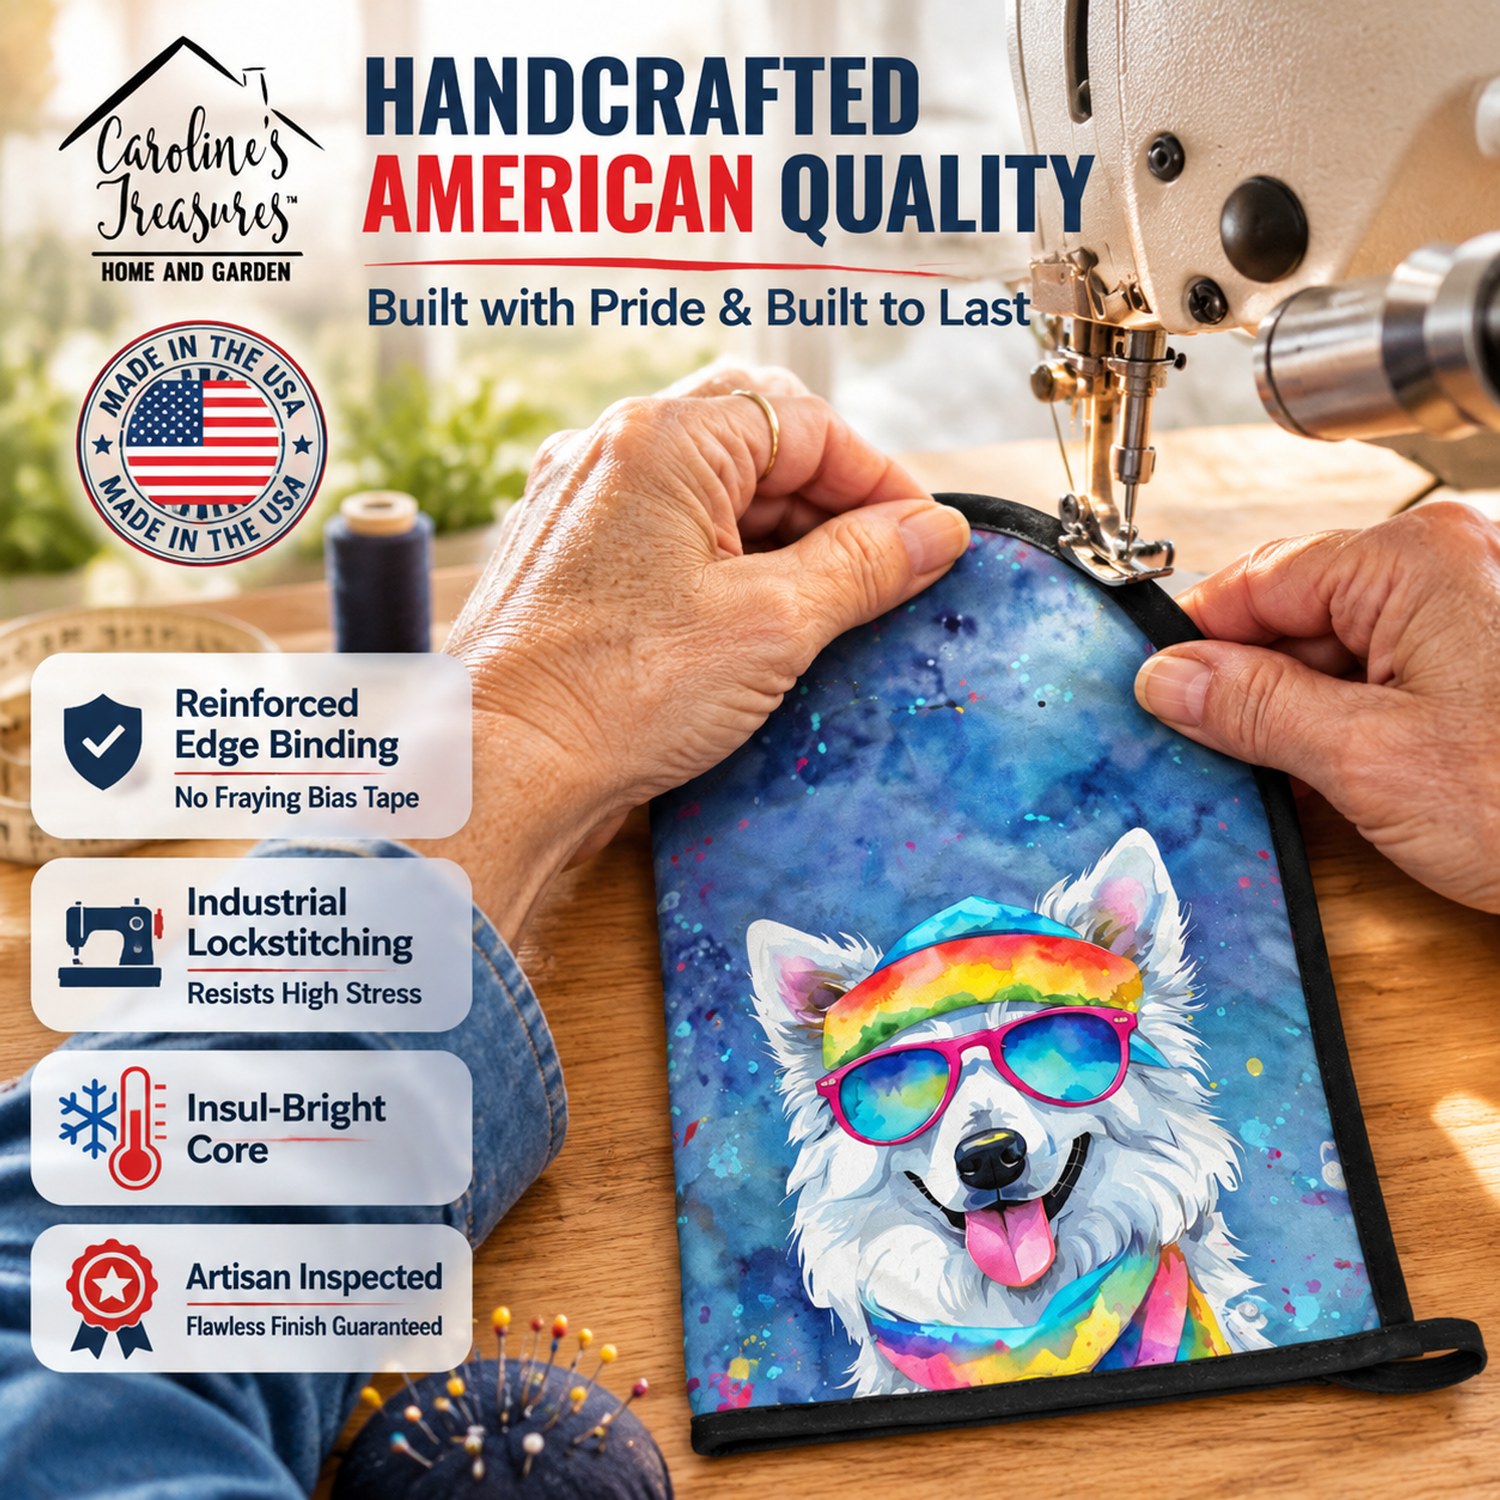 Caroline's
Treasures™
HOME AND GARDEN
HANDCRAFTED
AMERICAN QUALITY
Built with Pride & Built to Last
MADE IN THE USA
MADE IN THE USA
Reinforced
Edge Binding
No Fraying Bias Tape
Industrial
Lockstitching
Resists High Stress
Insul-Bright
Core
Artisan Inspected
Flawless Finish Guaranteed